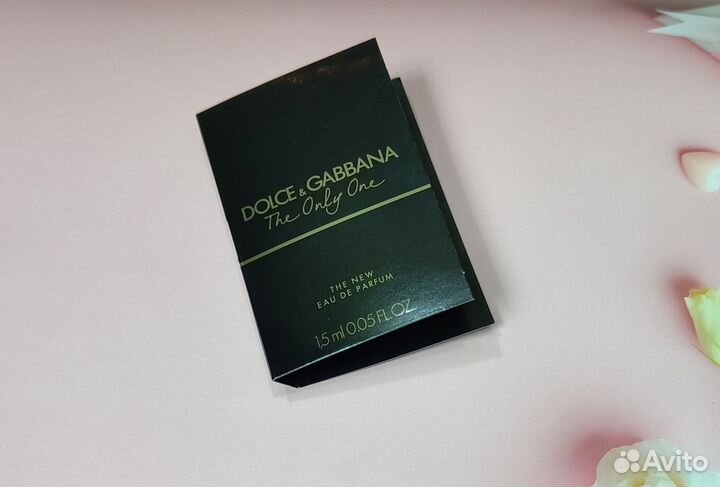 DOLCE & GABBANA
The Only One
THE NEW
EAU DE PARFUM
1,5 ml 0.05 FL.OZ
Avito